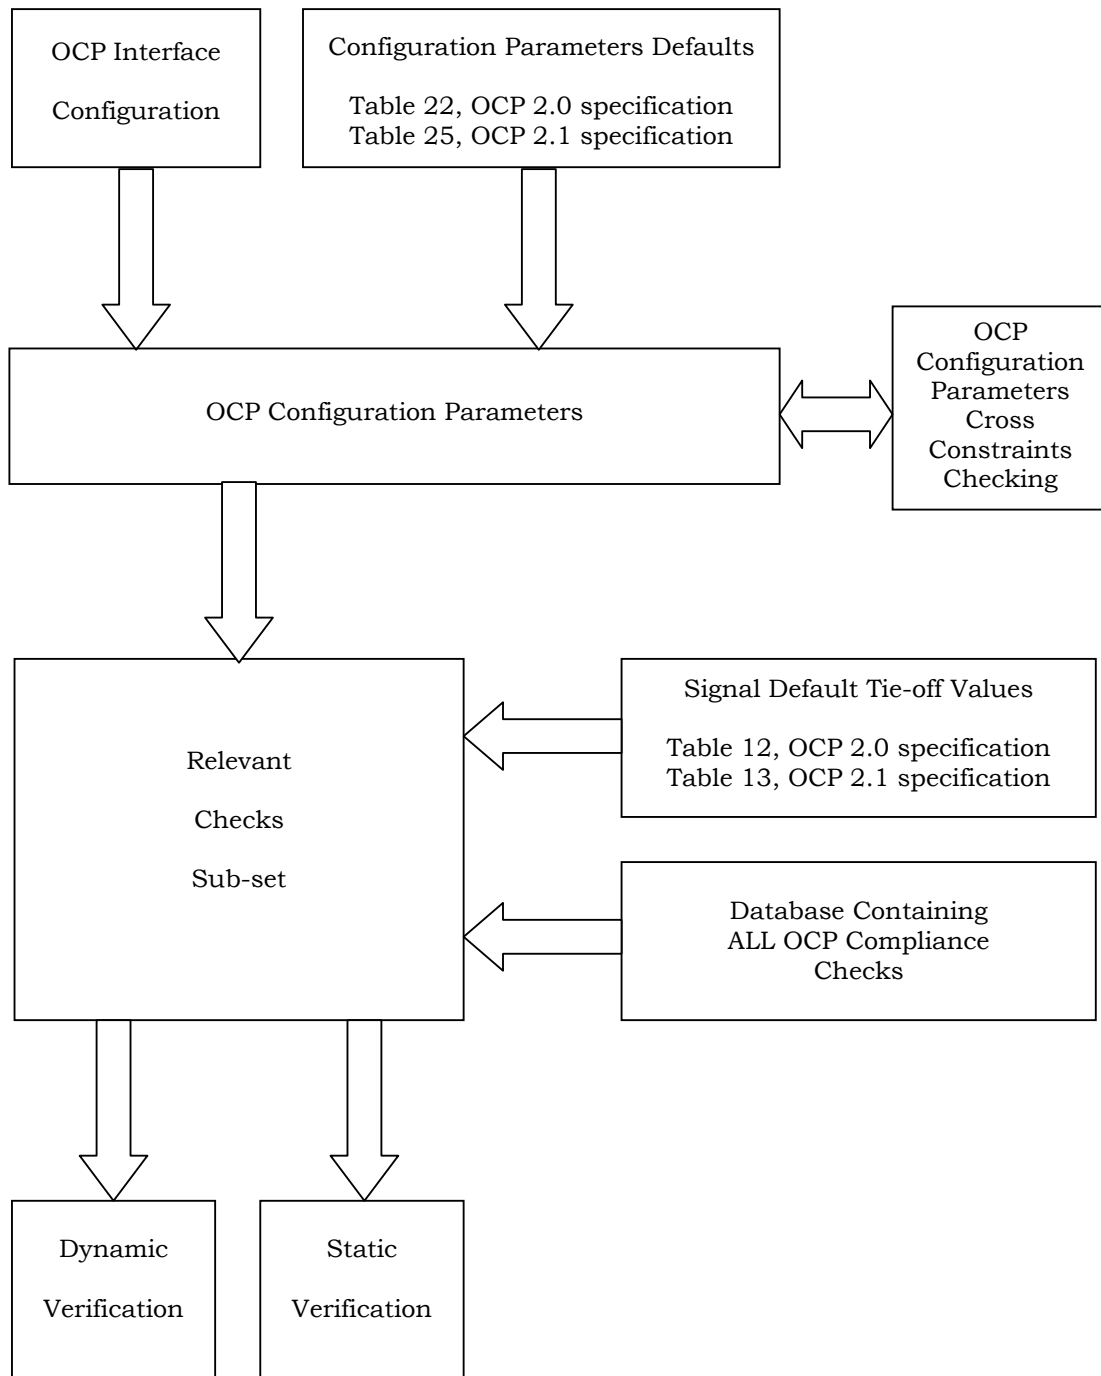 OCP Interface
Configuration
Configuration Parameters Defaults
Table 22, OCP 2.0 specification
Table 25, OCP 2.1 specification
OCP Configuration Parameters
OCP
Configuration
Parameters
Cross
Constraints
Checking
Relevant
Checks
Sub-set
Signal Default Tie-off Values
Table 12, OCP 2.0 specification
Table 13, OCP 2.1 specification
Database Containing
ALL OCP Compliance
Checks
Dynamic
Verification
Static
Verification